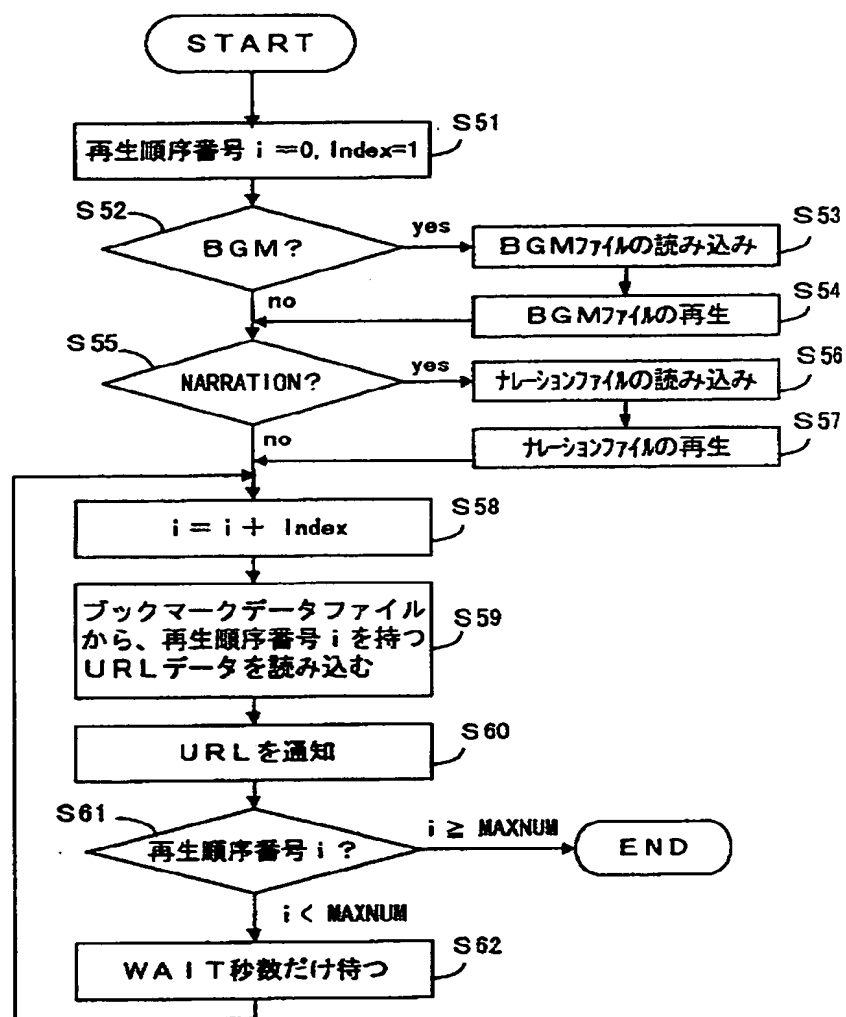 START
S51
再生順序番号 i =0, Index=1
S52
BGM?
yes
S53
BGMファイルの読み込み
no
S54
BGMファイルの再生
S55
NARRATION?
yes
S56
ナレーションファイルの読み込み
no
S57
ナレーションファイルの再生
S58
i = i + Index
S59
ブックマークデータファイル
から、再生順序番号 i を持つ
URLデータを読み込む
S60
URLを通知
S61
再生順序番号 i ?
i ≧ MAXNUM
END
i < MAXNUM
S62
WAIT秒数だけ待つ